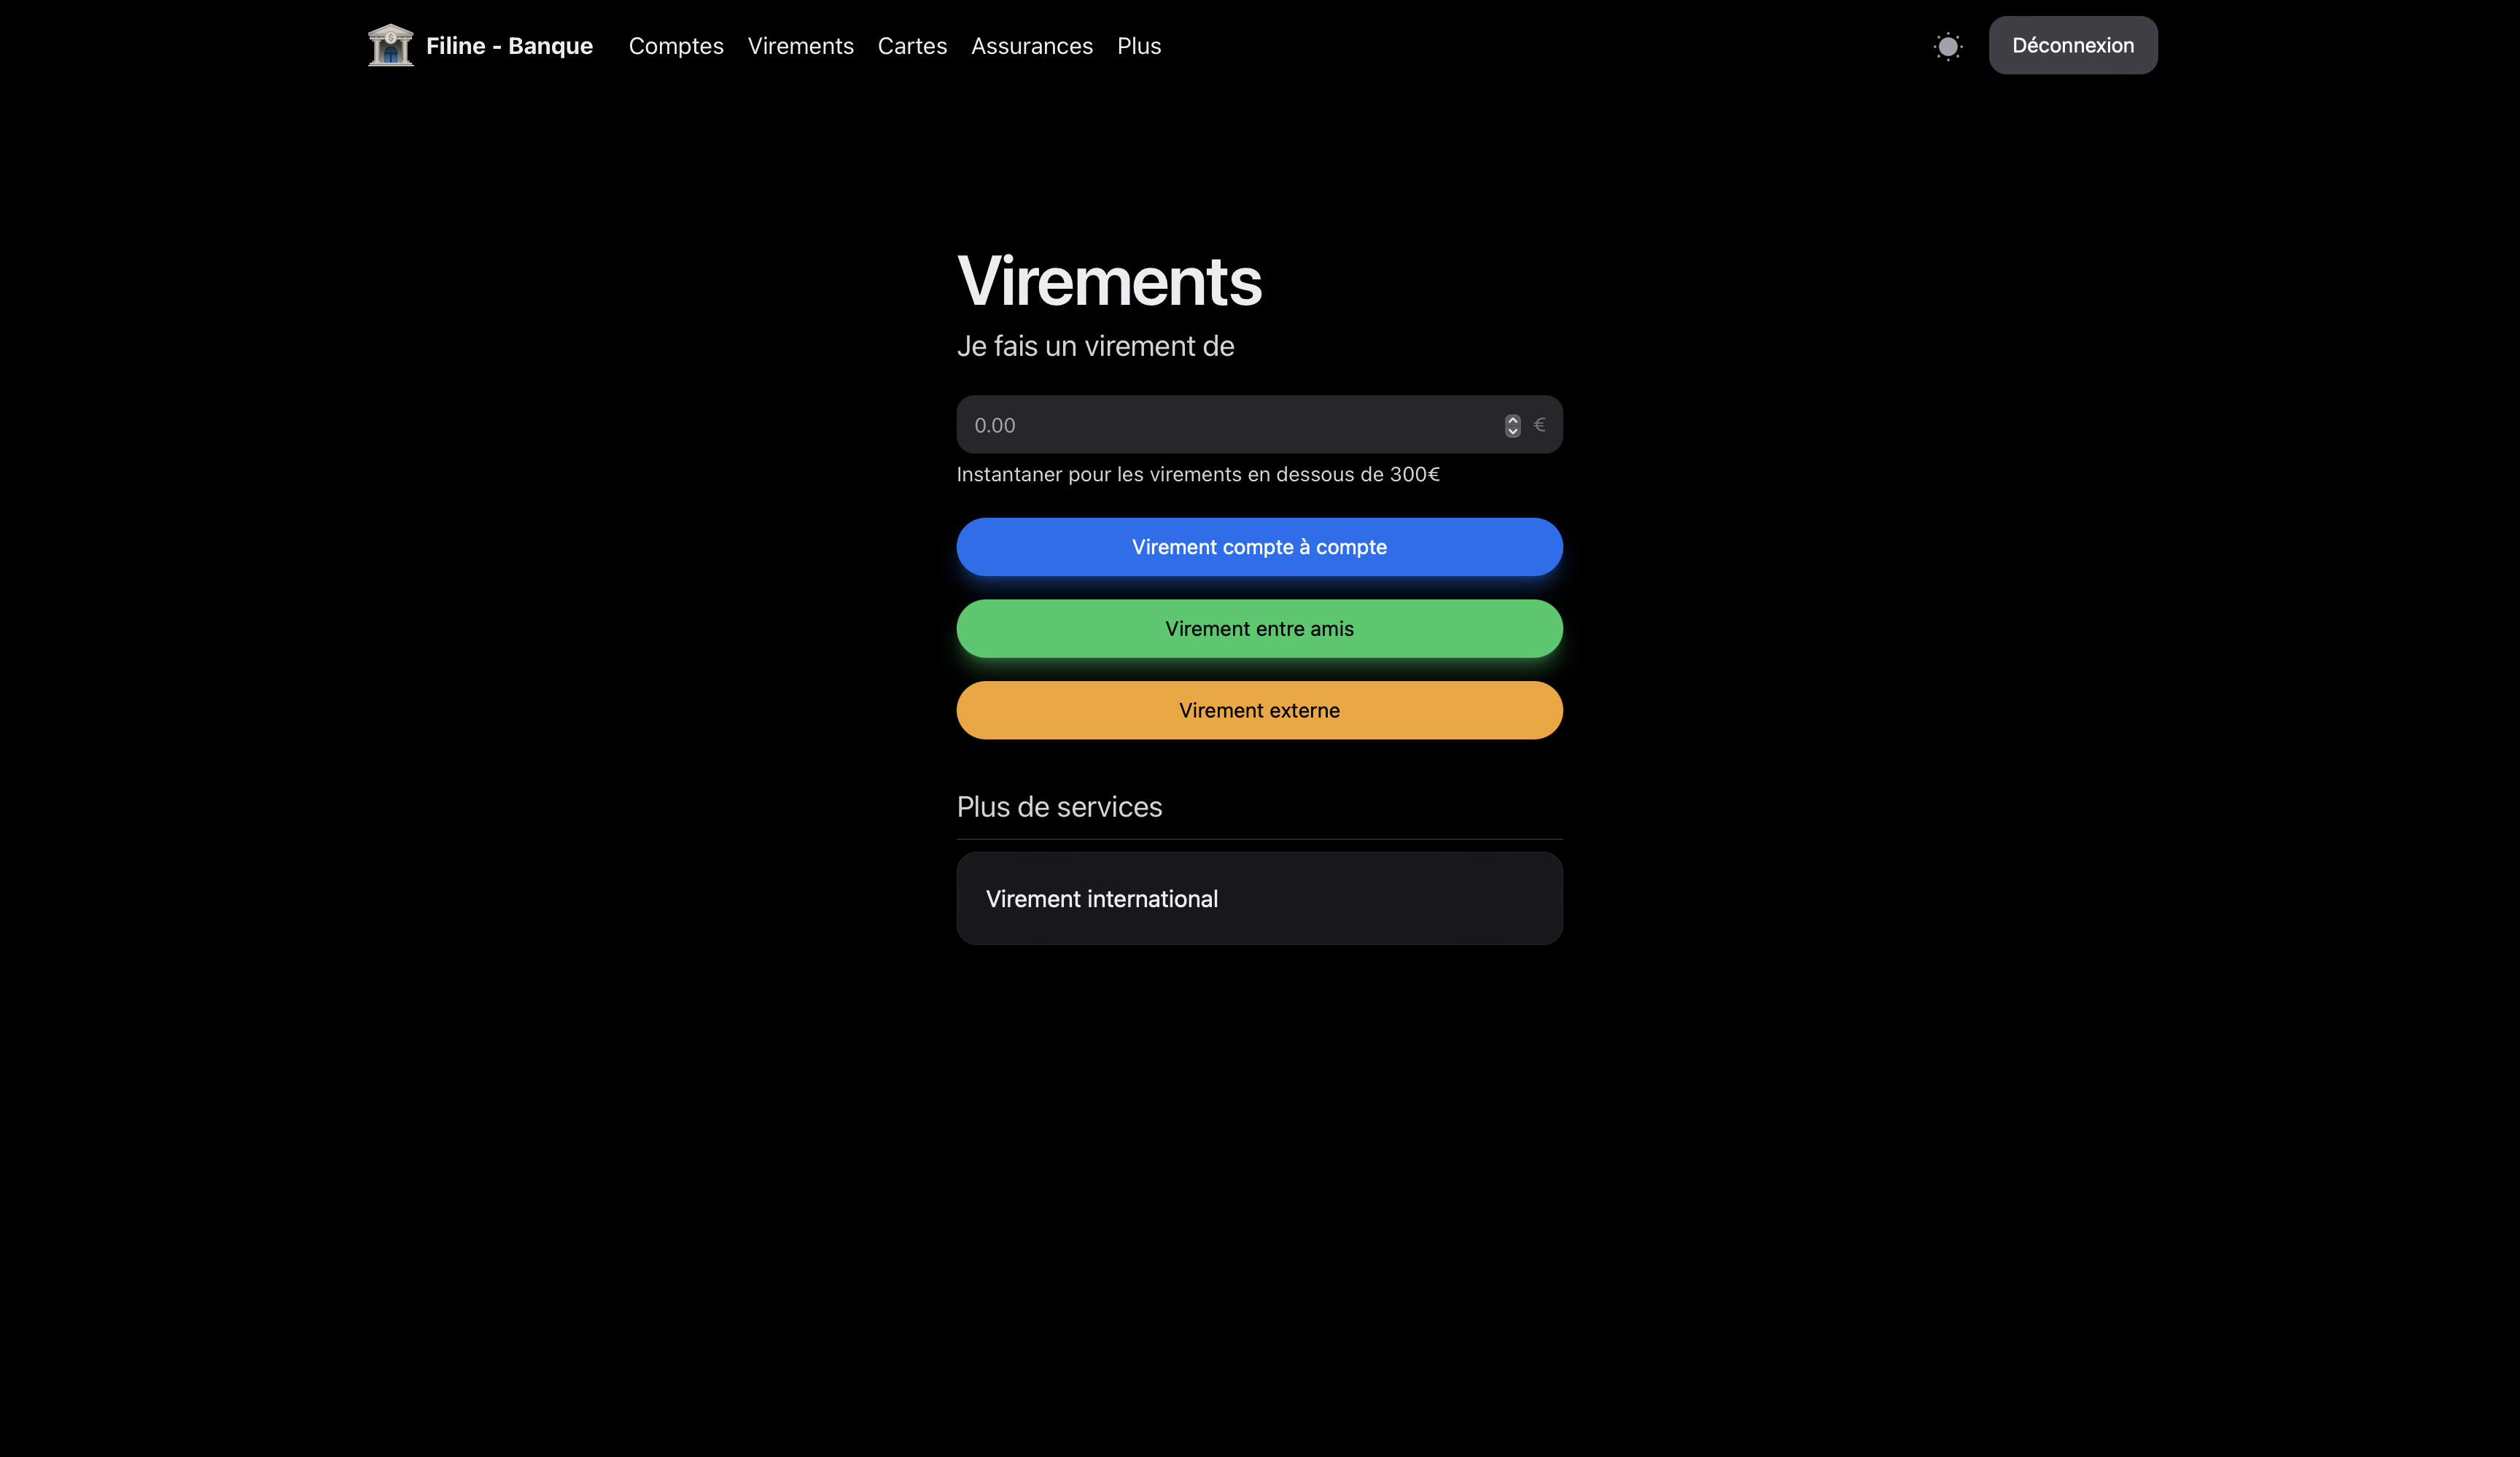 Filine - Banque Comptes Virements Cartes Assurances Plus Déconnexion
Virements
Je fais un virement de
0.00 €
Instantaner pour les virements en dessous de 300€
Virement compte à compte
Virement entre amis
Virement externe
Plus de services
Virement international